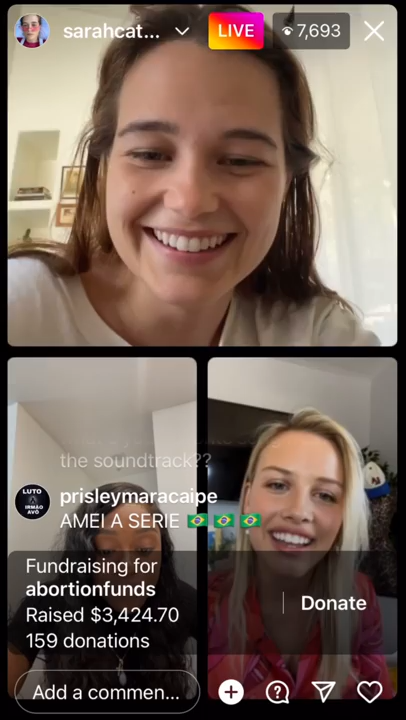 sarahcat...
LIVE
7,693
the soundtrack??
LUTO
IRMÃO
AVÓ
prisleymaracaipe
AMEI A SERIE 🇧🇷 🇧🇷 🇧🇷
Fundraising for
abortionfunds
Raised $3,424.70
159 donations
Donate
Add a commen...